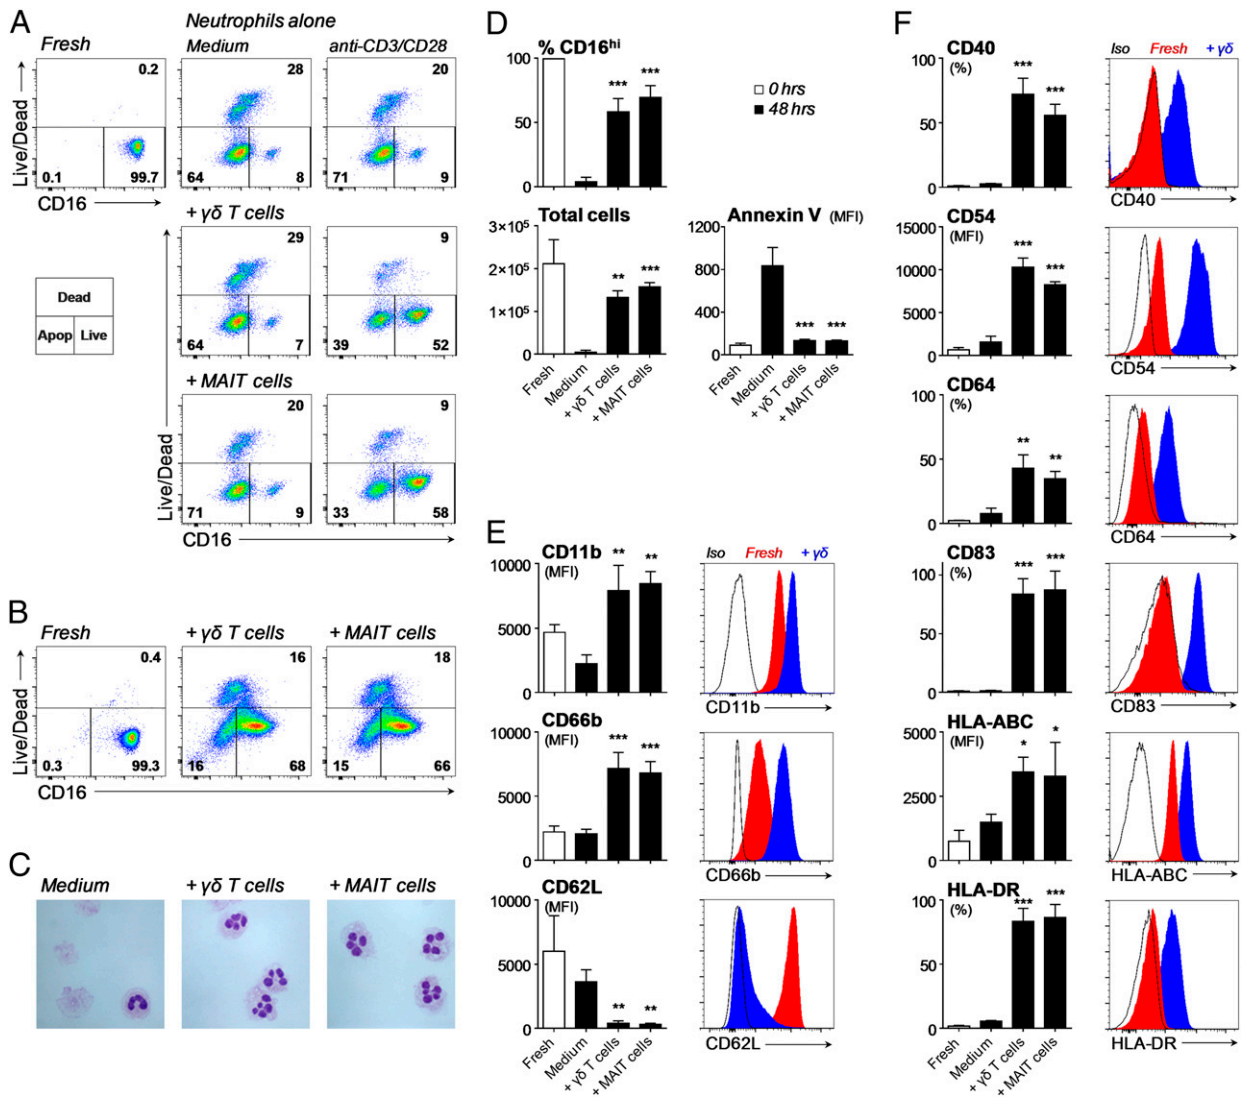 A
Neutrophils alone
Fresh
Medium
anti-CD3/CD28
Live/Dead
0.2
0.1
99.7
CD16
28
64
8
20
71
9
+ γδ T cells
29
64
7
9
39
52
Dead
Apop
Live
+ MAIT cells
20
71
9
9
33
58
Live/Dead
CD16
B
Fresh
+ γδ T cells
+ MAIT cells
Live/Dead
0.4
0.3
99.3
16
16
68
18
15
66
CD16
C
Medium
+ γδ T cells
+ MAIT cells
D
% CD16hi
100
50
0
***
***
0 hrs
48 hrs
Total cells
3×10⁵
2×10⁵
1×10⁵
0
**
***
Fresh
Medium
+ γδ T cells
+ MAIT cells
Annexin V (MFI)
1200
800
400
0
***
***
Fresh
Medium
+ γδ T cells
+ MAIT cells
E
CD11b
(MFI)
10000
5000
0
**
**
Iso
Fresh
+ γδ
CD11b
CD66b
(MFI)
10000
5000
0
***
***
CD66b
CD62L
(MFI)
10000
5000
0
**
**
Fresh
Medium
+ γδ T cells
+ MAIT cells
CD62L
F
CD40
(%)
100
50
0
***
***
Iso
Fresh
+ γδ
CD40
CD54
(MFI)
15000
10000
5000
0
***
***
CD54
CD64
(%)
100
50
0
**
**
CD64
CD83
(%)
100
50
0
***
***
CD83
HLA-ABC
(MFI)
5000
2500
0
*
*
HLA-ABC
HLA-DR
(%)
100
50
0
***
***
Fresh
Medium
+ γδ T cells
+ MAIT cells
HLA-DR